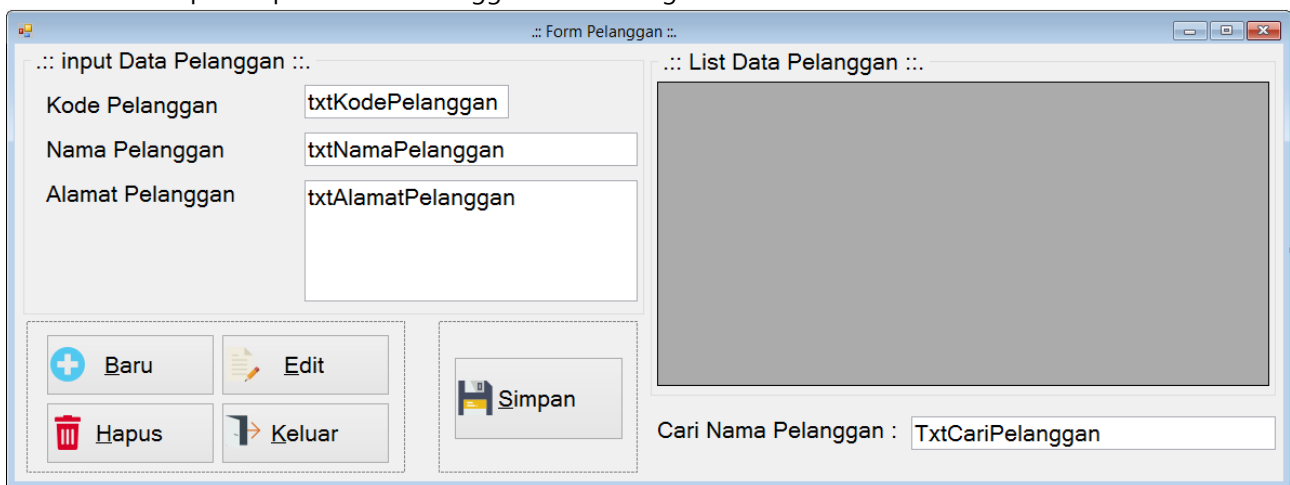 .:: Form Pelanggan ::.
.:: input Data Pelanggan ::.
Kode Pelanggan
txtKodePelanggan
Nama Pelanggan
txtNamaPelanggan
Alamat Pelanggan
txtAlamatPelanggan
Baru
Edit
Hapus
Keluar
Simpan
.:: List Data Pelanggan ::.
Cari Nama Pelanggan :
TxtCariPelanggan